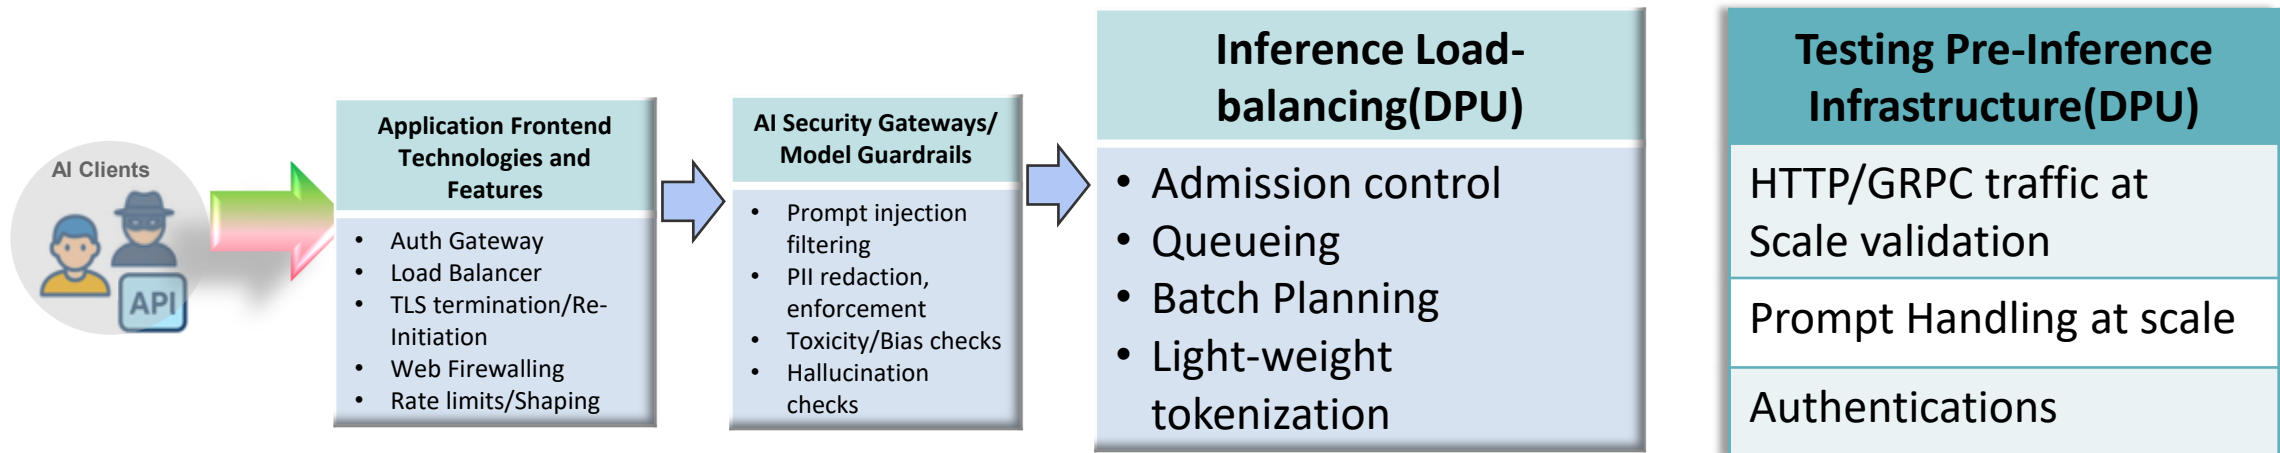 AI Clients
API
Application Frontend
Technologies and
Features
• Auth Gateway
• Load Balancer
• TLS termination/Re-
Initiation
• Web Firewalling
• Rate limits/Shaping
AI Security Gateways/
Model Guardrails
• Prompt injection
filtering
• PII redaction,
enforcement
• Toxicity/Bias checks
• Hallucination
checks
Inference Load-
balancing(DPU)
• Admission control
• Queueing
• Batch Planning
• Light-weight
tokenization
Testing Pre-Inference
Infrastructure(DPU)
HTTP/GRPC traffic at
Scale validation
Prompt Handling at scale
Authentications